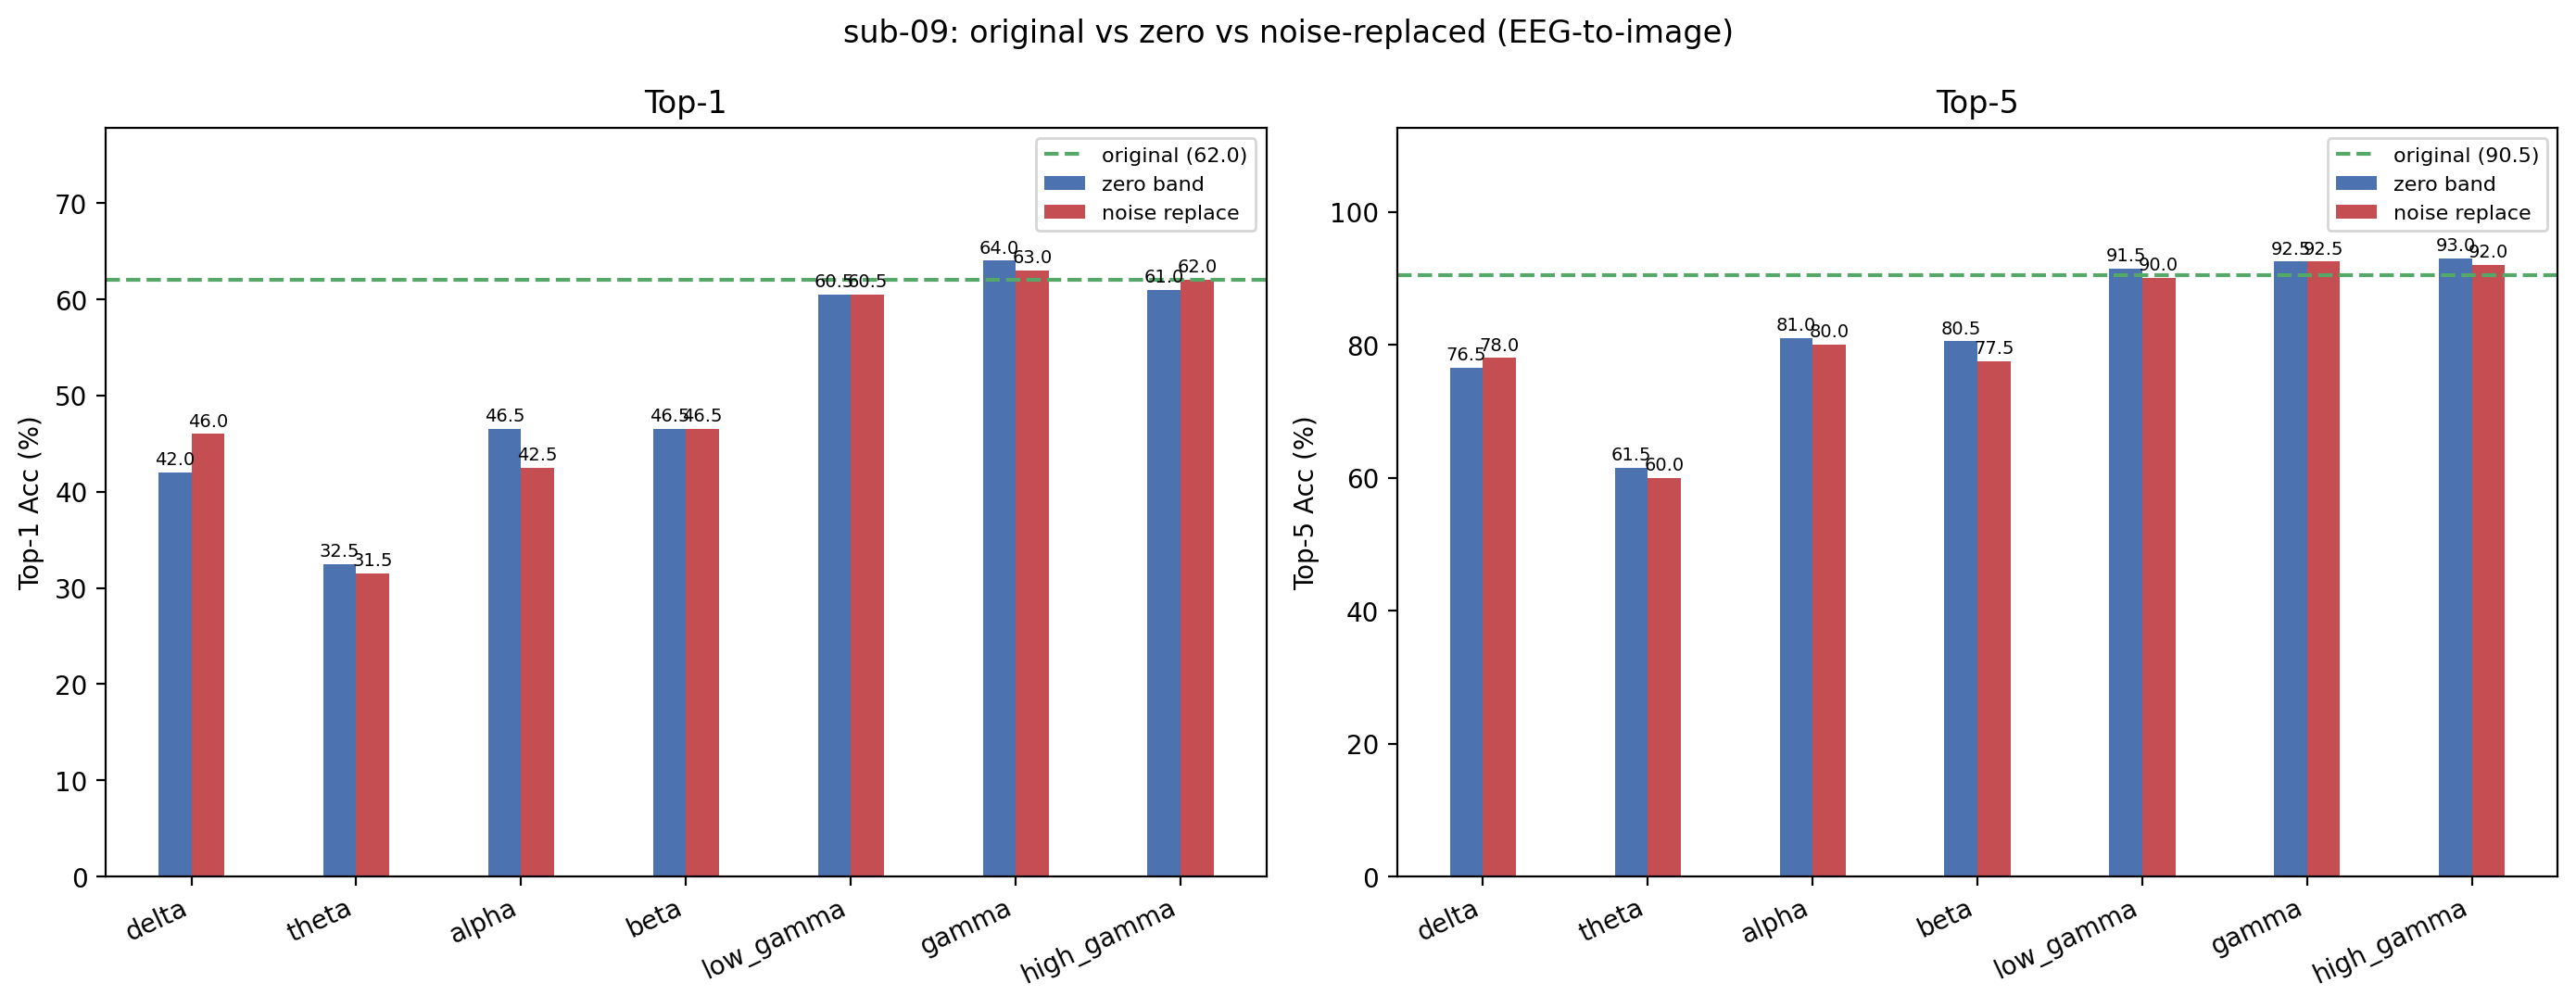 sub-09: original vs zero vs noise-replaced (EEG-to-image)
Top-1
Top-1 Acc (%)
70
60
50
40
30
20
10
0
original (62.0)
zero band
noise replace
42.0
46.0
32.5
31.5
46.5
42.5
46.5
46.5
60.5
60.5
64.0
63.0
61.0
62.0
delta
theta
alpha
beta
low_gamma
gamma
high_gamma
Top-5
Top-5 Acc (%)
100
80
60
40
20
0
original (90.5)
zero band
noise replace
76.5
78.0
61.5
60.0
81.0
80.0
80.5
77.5
91.5
90.0
92.5
92.5
93.0
92.0
delta
theta
alpha
beta
low_gamma
gamma
high_gamma